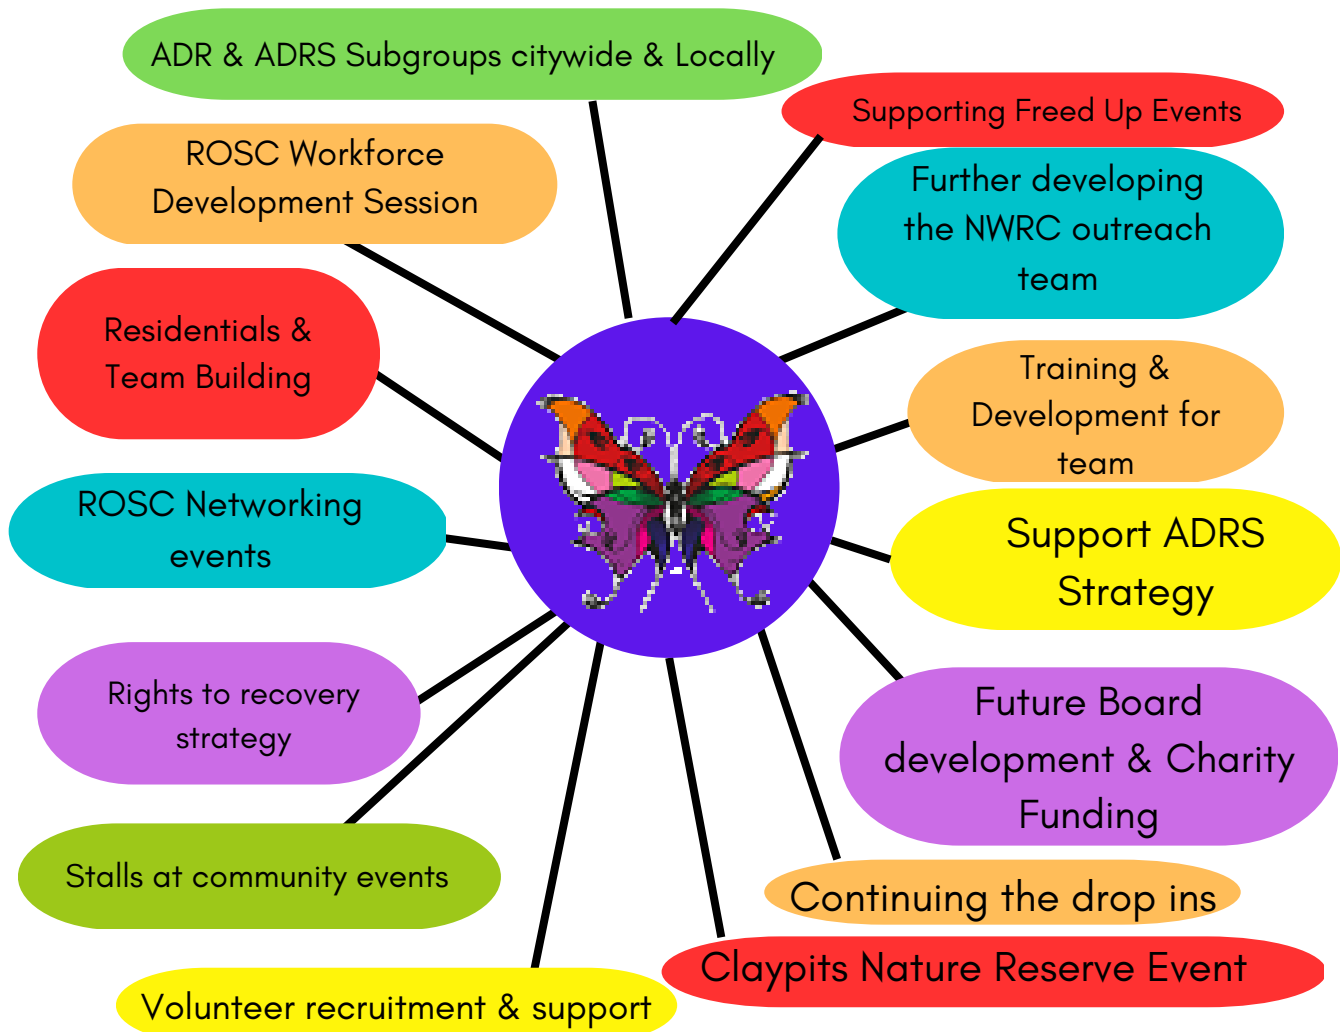 ADR & ADRS Subgroups citywide & Locally
Supporting Freed Up Events
ROSC Workforce
Development Session
Further developing
the NWRC outreach
team
Residentials &
Team Building
Training &
Development for
team
ROSC Networking
events
Support ADRS
Strategy
Rights to recovery
strategy
Future Board
development & Charity
Funding
Stalls at community events
Continuing the drop ins
Claypits Nature Reserve Event
Volunteer recruitment & support